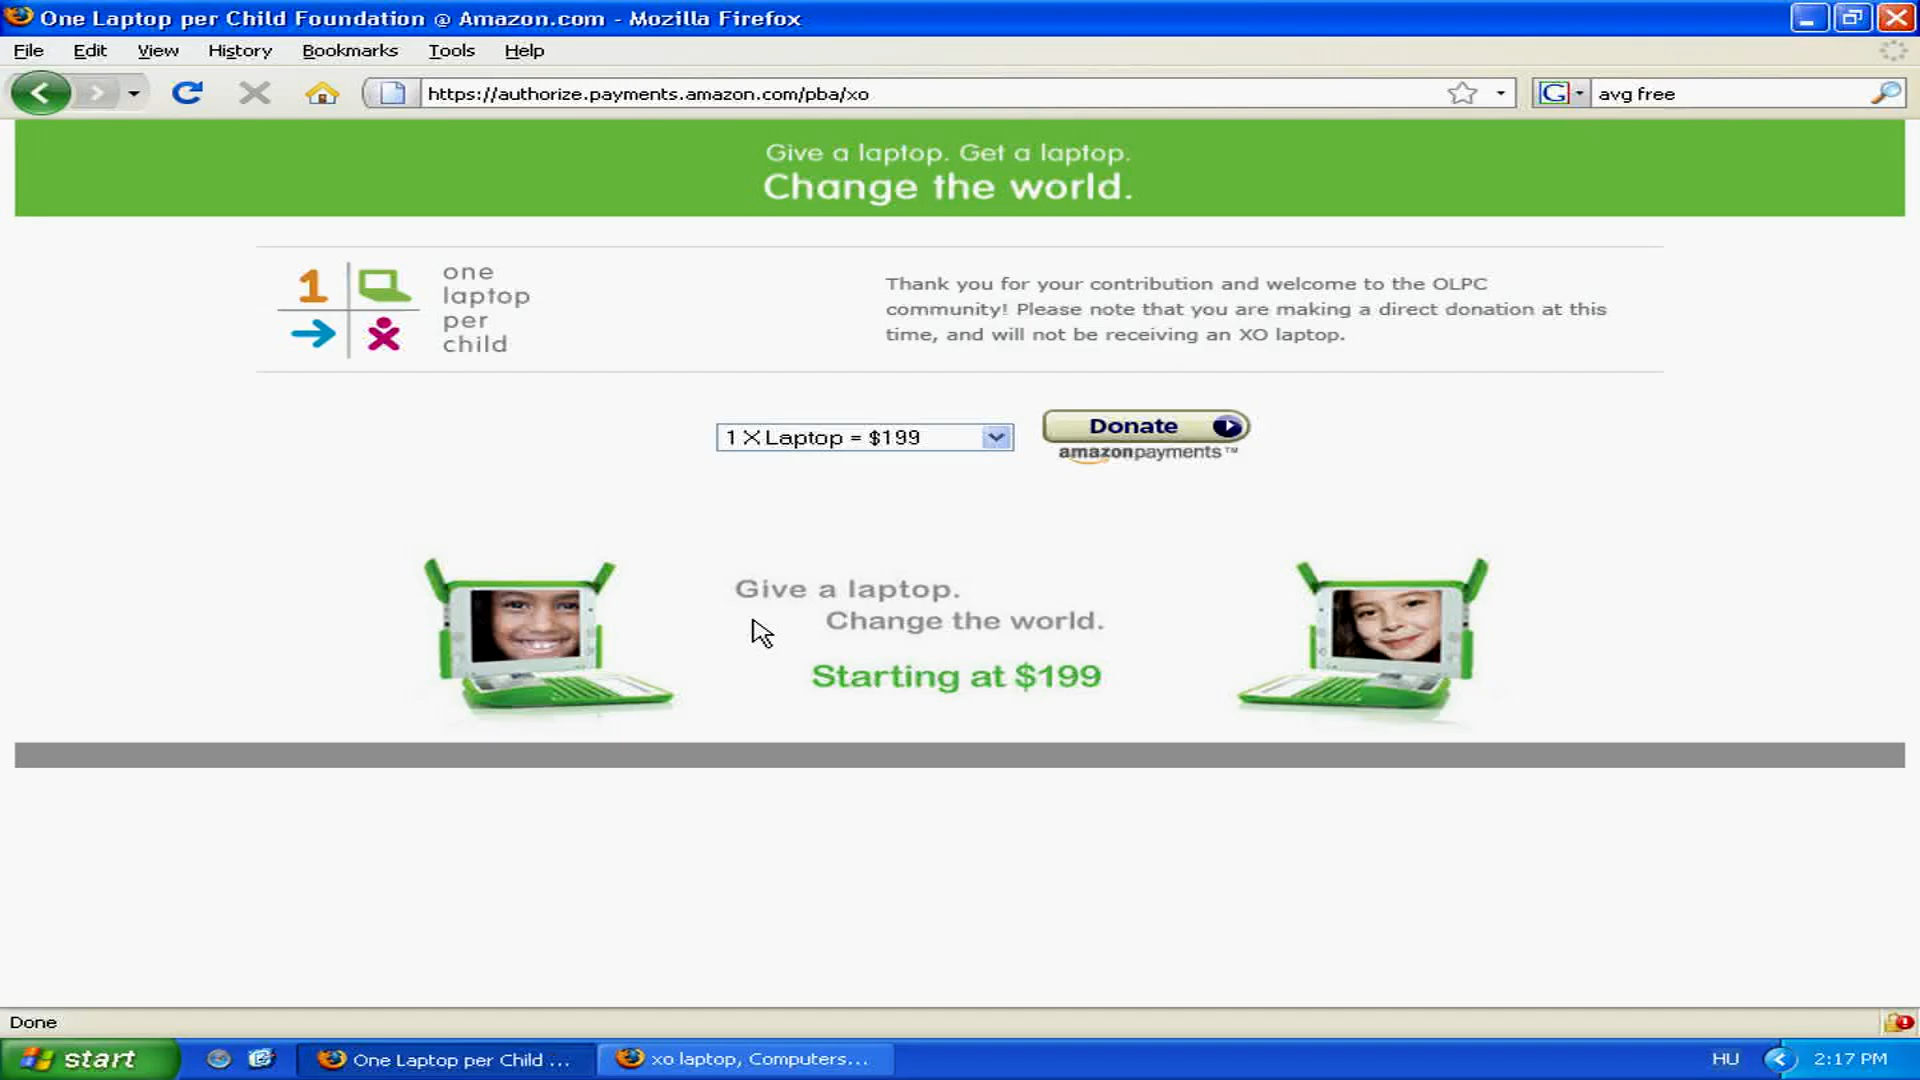 One Laptop per Child Foundation @ Amazon.com - Mozilla Firefox
File Edit View History Bookmarks Tools Help
https://authorize.payments.amazon.com/pba/xo
avg free
Give a laptop. Get a laptop.
Change the world.
1
one
laptop
per
child
Thank you for your contribution and welcome to the OLPC
community! Please note that you are making a direct donation at this
time, and will not be receiving an XO laptop.
1 X Laptop = $199
Donate
amazonpayments™
Give a laptop.
Change the world.
Starting at $199
Done
start
One Laptop per Child ...
xo laptop, Computers...
HU
2:17 PM